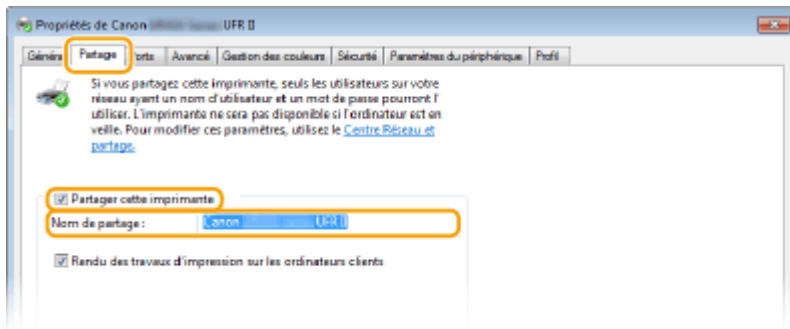 Propriétés de Canon UFR II
Généra Partage Ports Avancé Gestion des couleurs Sécurité Paramètres du périphérique Profil
Si vous partagez cette imprimante, seuls les utilisateurs sur votre
réseau ayant un nom d'utilisateur et un mot de passe pourront l'
utiliser. L'imprimante ne sera pas disponible si l'ordinateur est en
veille. Pour modifier ces paramètres, utilisez le Centre Réseau et
partage.
Partager cette imprimante
Nom de partage : Canon UFR II
Rendu des travaux d'impression sur les ordinateurs clients